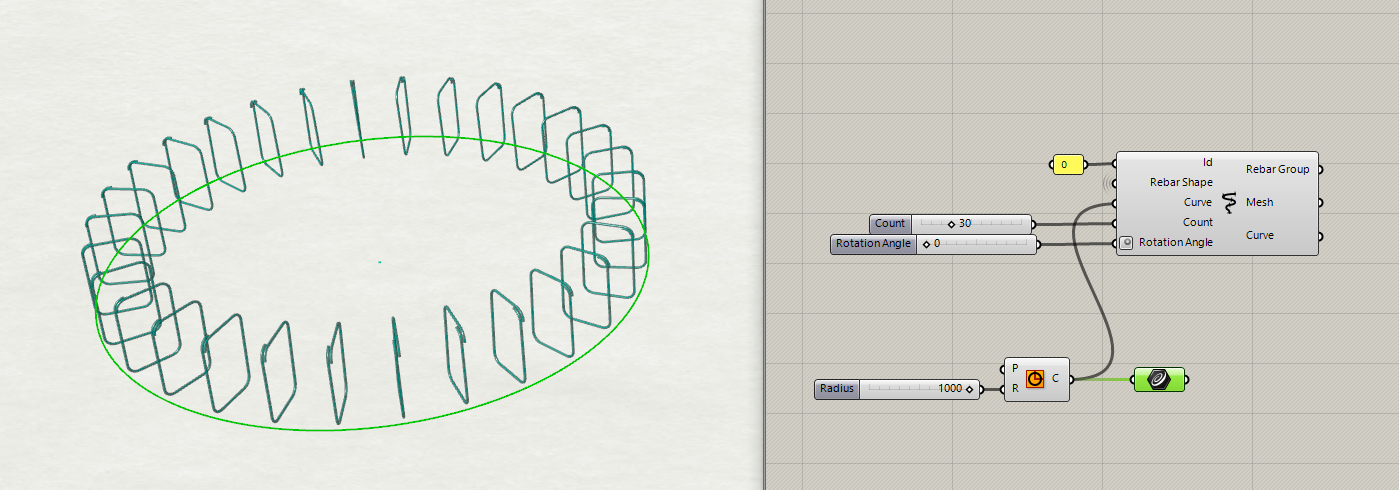 0
Id
Rebar Shape
Curve
Count
Rotation Angle
Rebar Group
Mesh
Curve
Count
30
Rotation Angle
0
P
R
C
Radius
1000